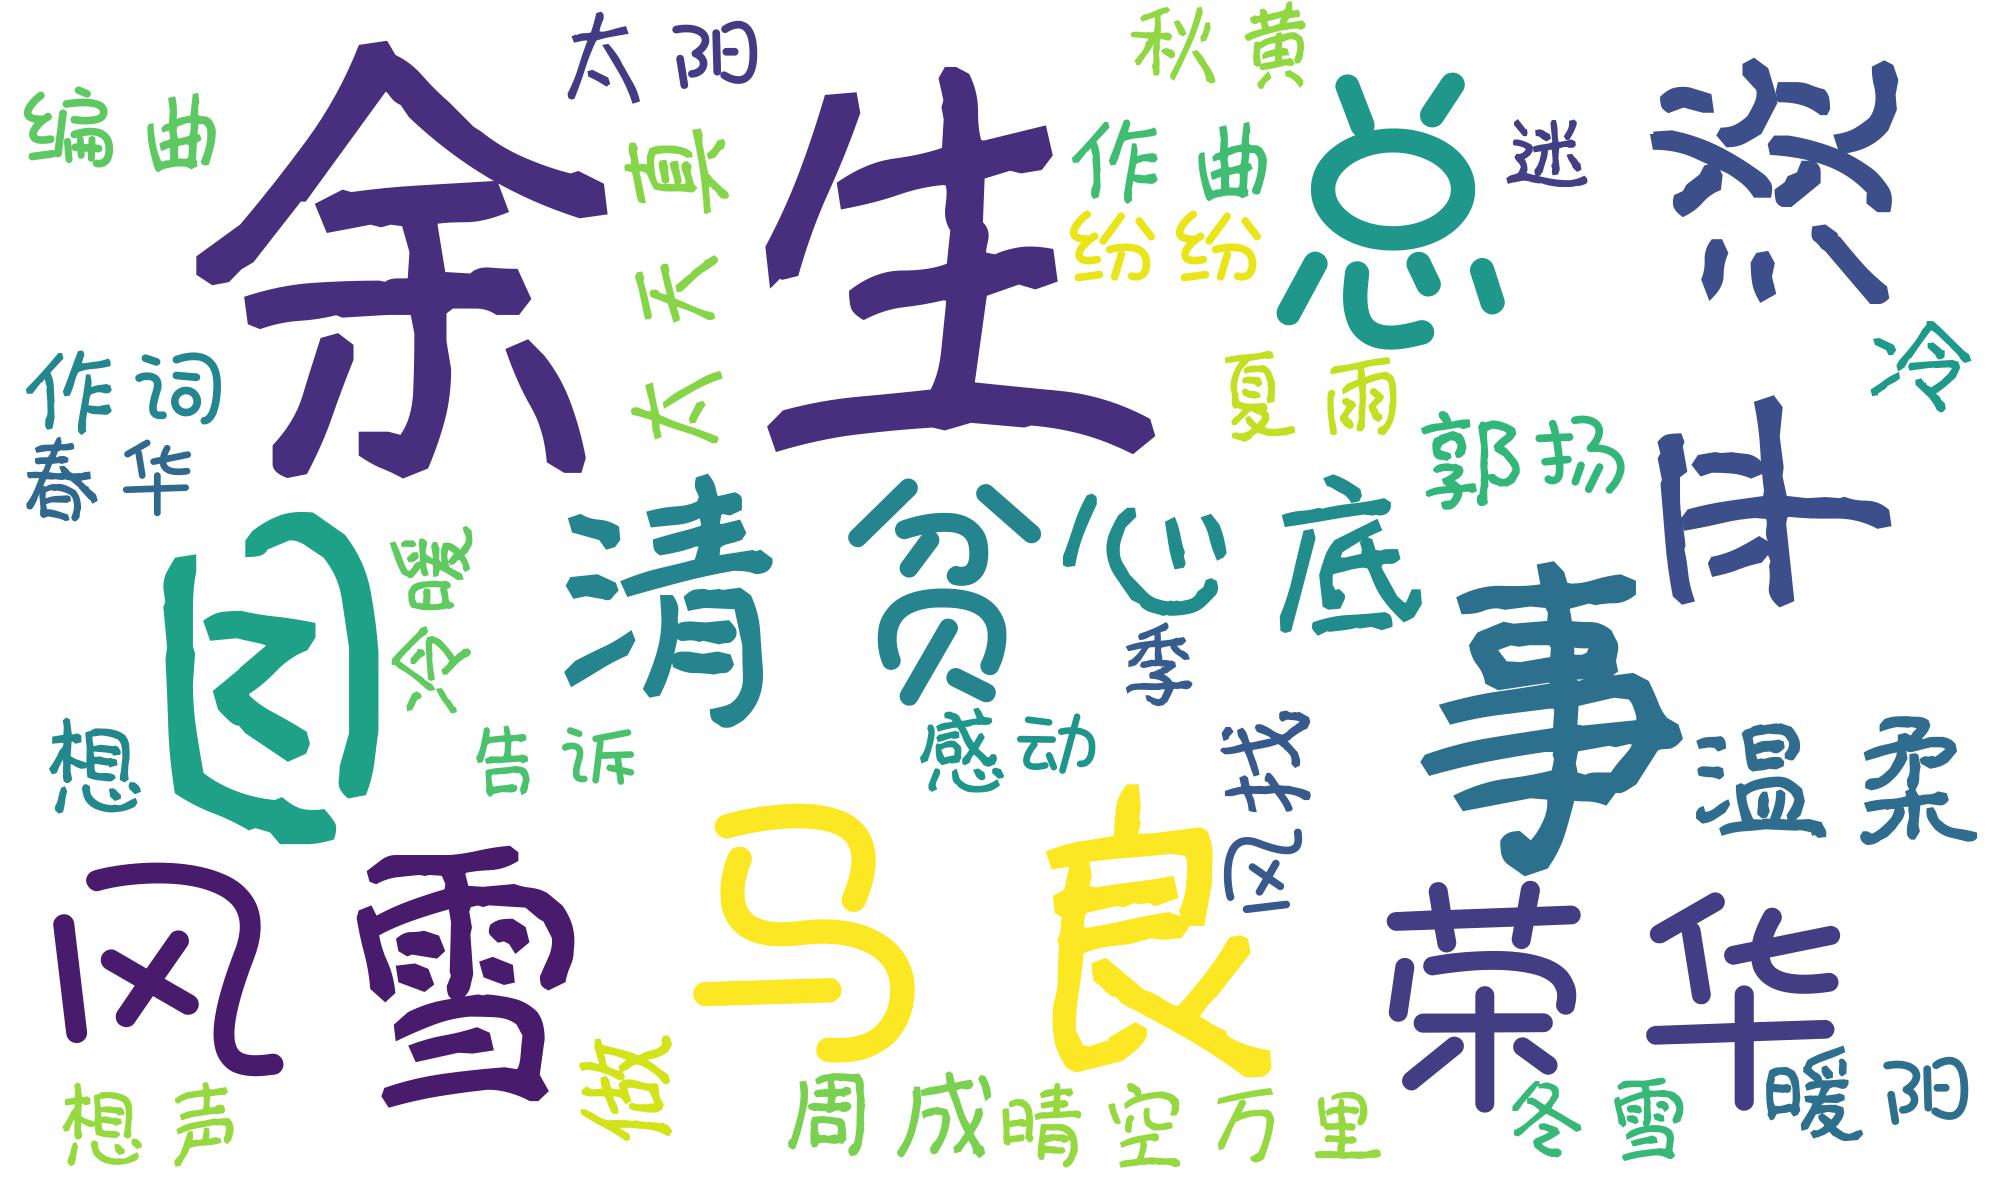 太阳
秋黄
编曲
余生
太天真
作曲
总
迷
平淡
纷纷
作词
夏雨
冷
郭扬
春华
冷暖
清贫
心底
季
事
想
告诉
感动
风找
温柔
风雪
马良
荣华
做
想声
周成
晴空万里
冬雪
暖阳